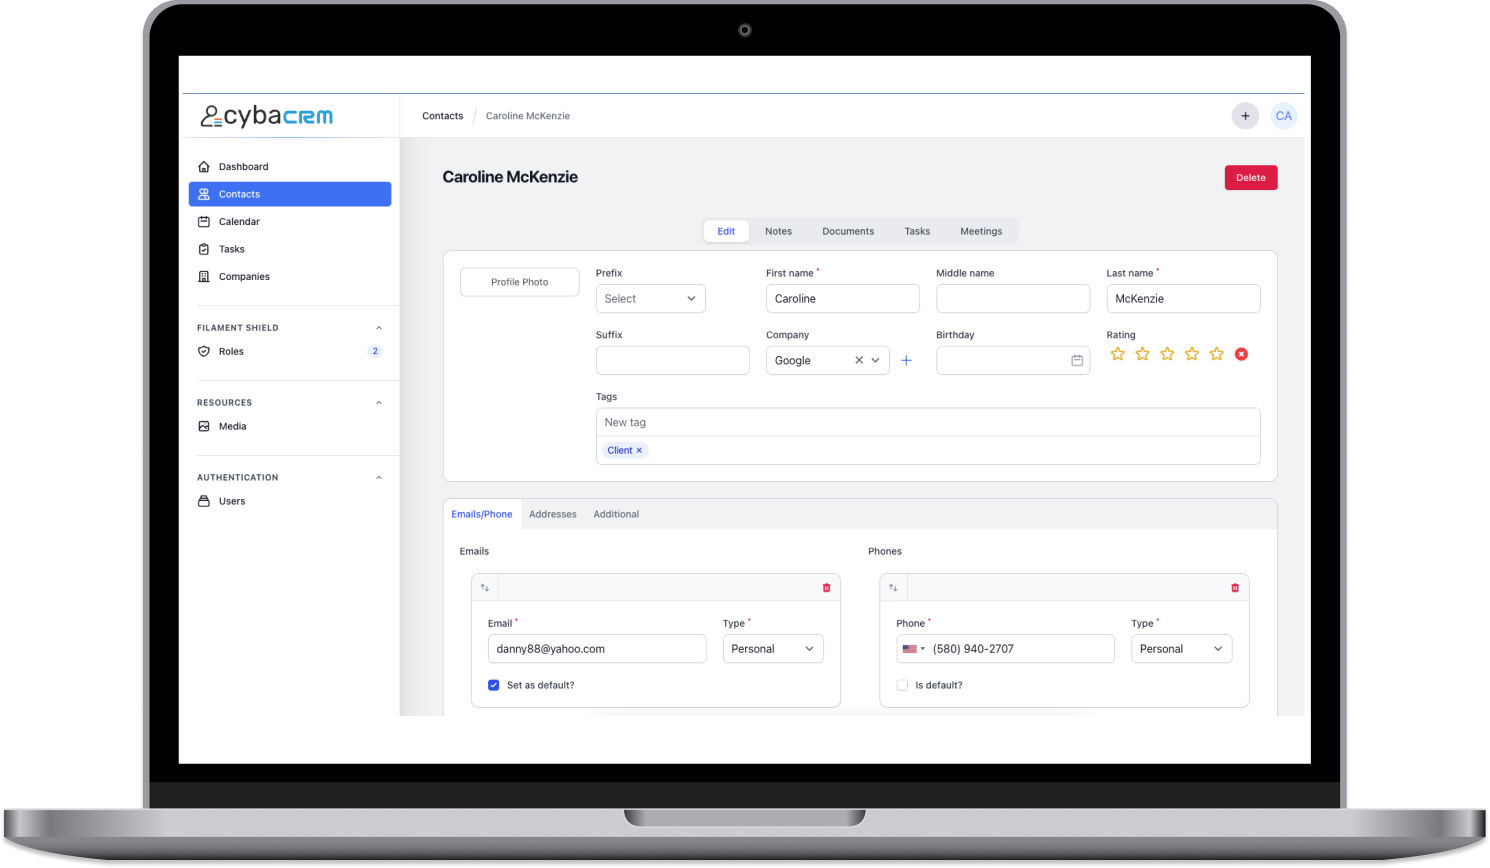 cybacrm
Contacts / Caroline McKenzie
+
CA
Dashboard
Contacts
Calendar
Tasks
Companies
FILAMENT SHIELD
Roles 2
RESOURCES
Media
AUTHENTICATION
Users
Caroline McKenzie
Delete
Edit Notes Documents Tasks Meetings
Profile Photo
Prefix First name * Middle name Last name *
Select Caroline McKenzie
Suffix Company Birthday Rating
Google
Tags
New tag
Client ×
Emails/Phone Addresses Additional
Emails Phones
Email * Type * Phone * Type *
danny88@yahoo.com Personal (580) 940-2707 Personal
Set as default? Is default?